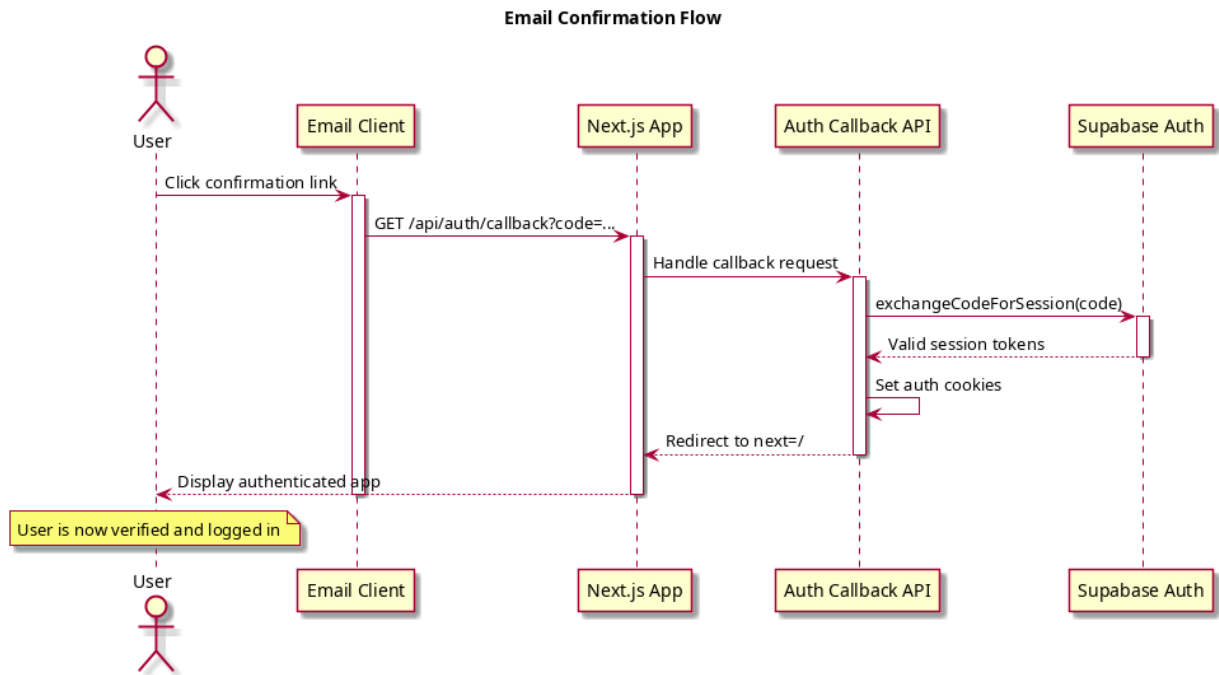 Email Confirmation Flow
User
Email Client
Next.js App
Auth Callback API
Supabase Auth
Click confirmation link
GET /api/auth/callback?code=...
Handle callback request
exchangeCodeForSession(code)
Valid session tokens
Set auth cookies
Redirect to next=/
Display authenticated app
User is now verified and logged in
User
Email Client
Next.js App
Auth Callback API
Supabase Auth